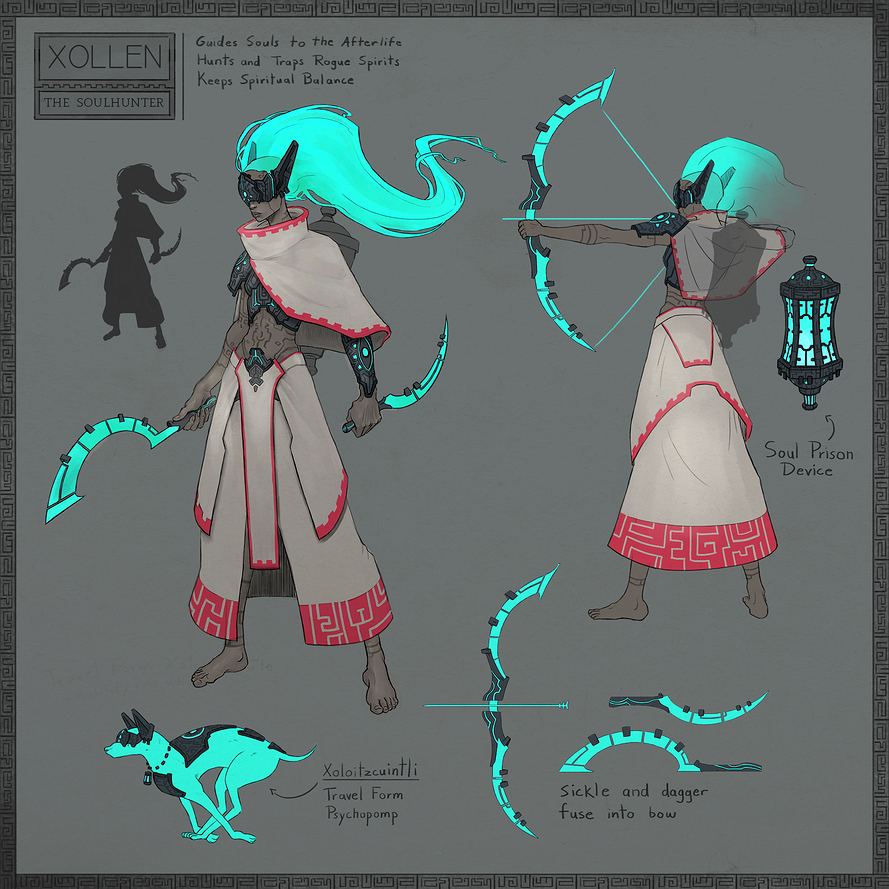 XOLLEN
THE SOULHUNTER
Guides Souls to the Afterlife
Hunts and Traps Rogue Spirits
Keeps Spiritual Balance
Soul Prison
Device
Xoloitzcuintli
Travel Form
Psychopomp
Sickle and dagger
fuse into bow